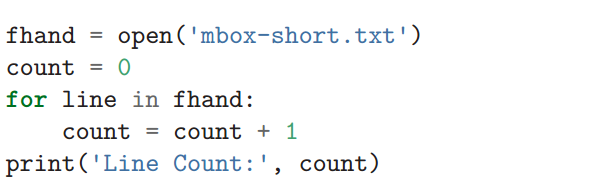 fhand = open('mbox-short.txt')
count = 0
for line in fhand:
    count = count + 1
print('Line Count:', count)